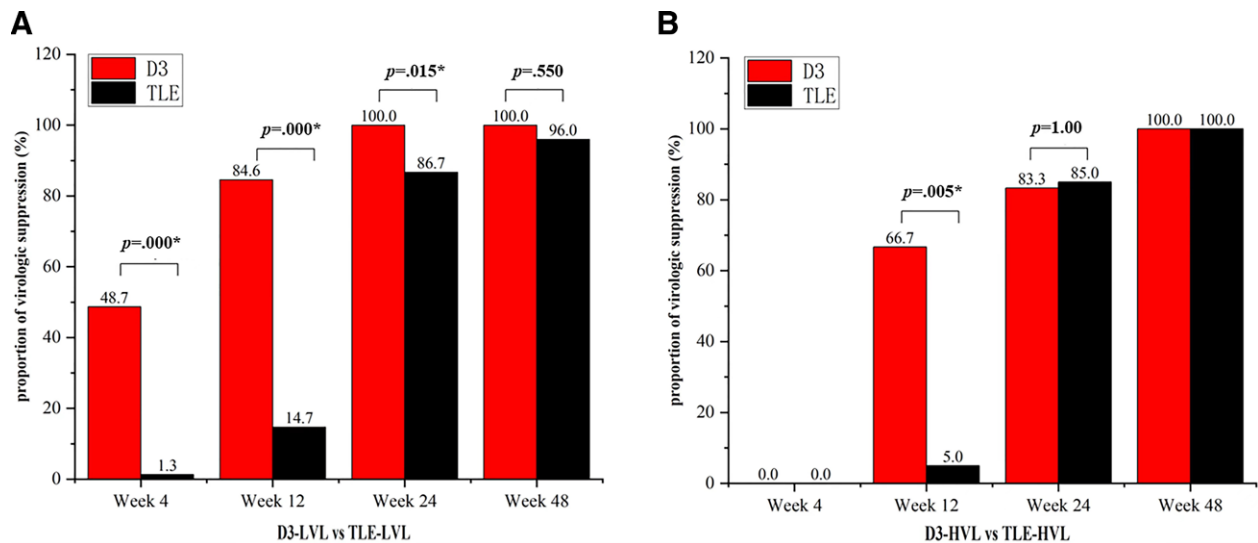 A
proportion of virologic suppression (%)
120
100
80
60
40
20
0
D3
TLE
p=.000*
p=.000*
p=.015*
p=.550
48.7
1.3
84.6
14.7
100.0
86.7
100.0
96.0
Week 4
Week 12
Week 24
Week 48
D3-LVL vs TLE-LVL
B
proportion of virologic suppression (%)
120
100
80
60
40
20
0
D3
TLE
p=.005*
p=1.00
0.0
0.0
66.7
5.0
83.3
85.0
100.0
100.0
Week 4
Week 12
Week 24
Week 48
D3-HVL vs TLE-HVL